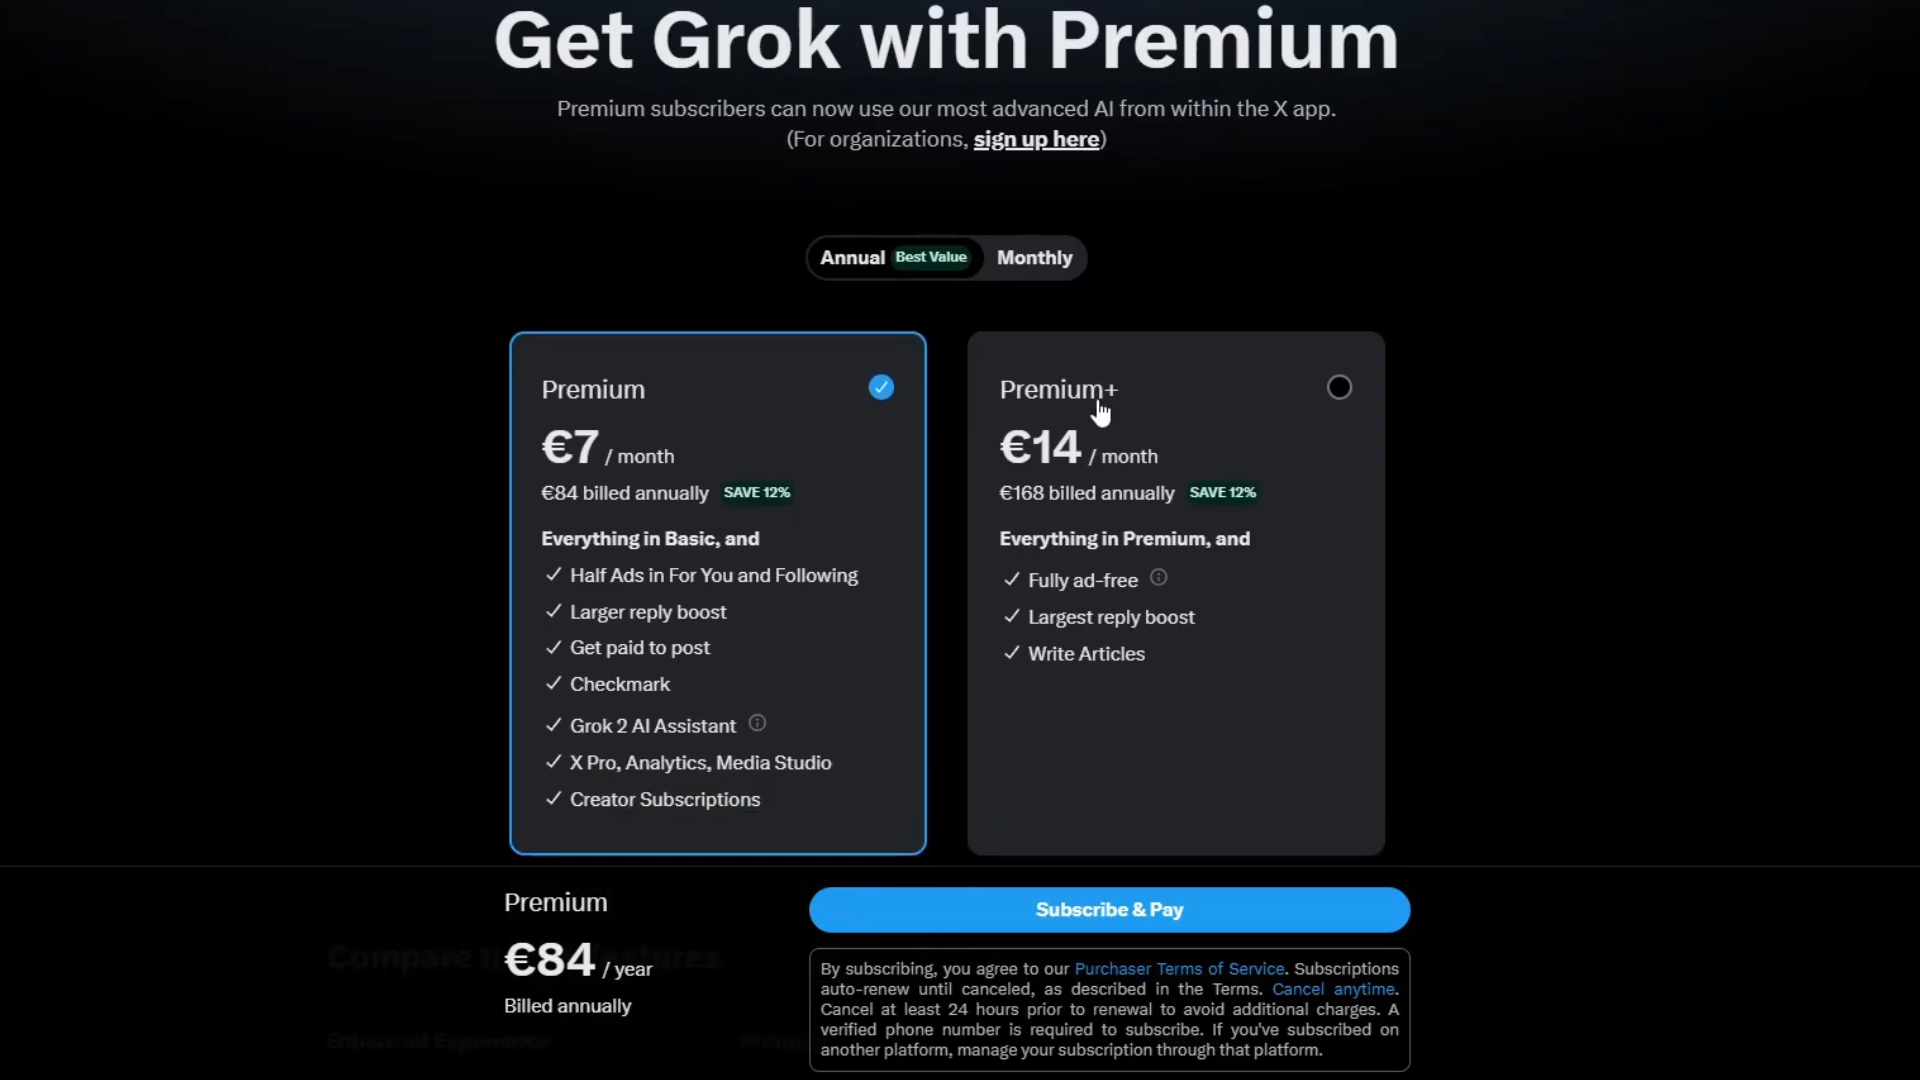 Get Grok with Premium
Premium subscribers can now use our most advanced AI from within the X app.
(For organizations, sign up here)
Annual Best Value Monthly
Premium
€7 / month
€84 billed annually SAVE 12%
Everything in Basic, and
Half Ads in For You and Following
Larger reply boost
Get paid to post
Checkmark
Grok 2 AI Assistant
X Pro, Analytics, Media Studio
Creator Subscriptions
Premium+
€14 / month
€168 billed annually SAVE 12%
Everything in Premium, and
Fully ad-free
Largest reply boost
Write Articles
Premium
€84 / year
Billed annually
Subscribe & Pay
By subscribing, you agree to our Purchaser Terms of Service. Subscriptions
auto-renew until canceled, as described in the Terms. Cancel anytime.
Cancel at least 24 hours prior to renewal to avoid additional charges. A
verified phone number is required to subscribe. If you've subscribed on
another platform, manage your subscription through that platform.
Compare
Enhanced Experience